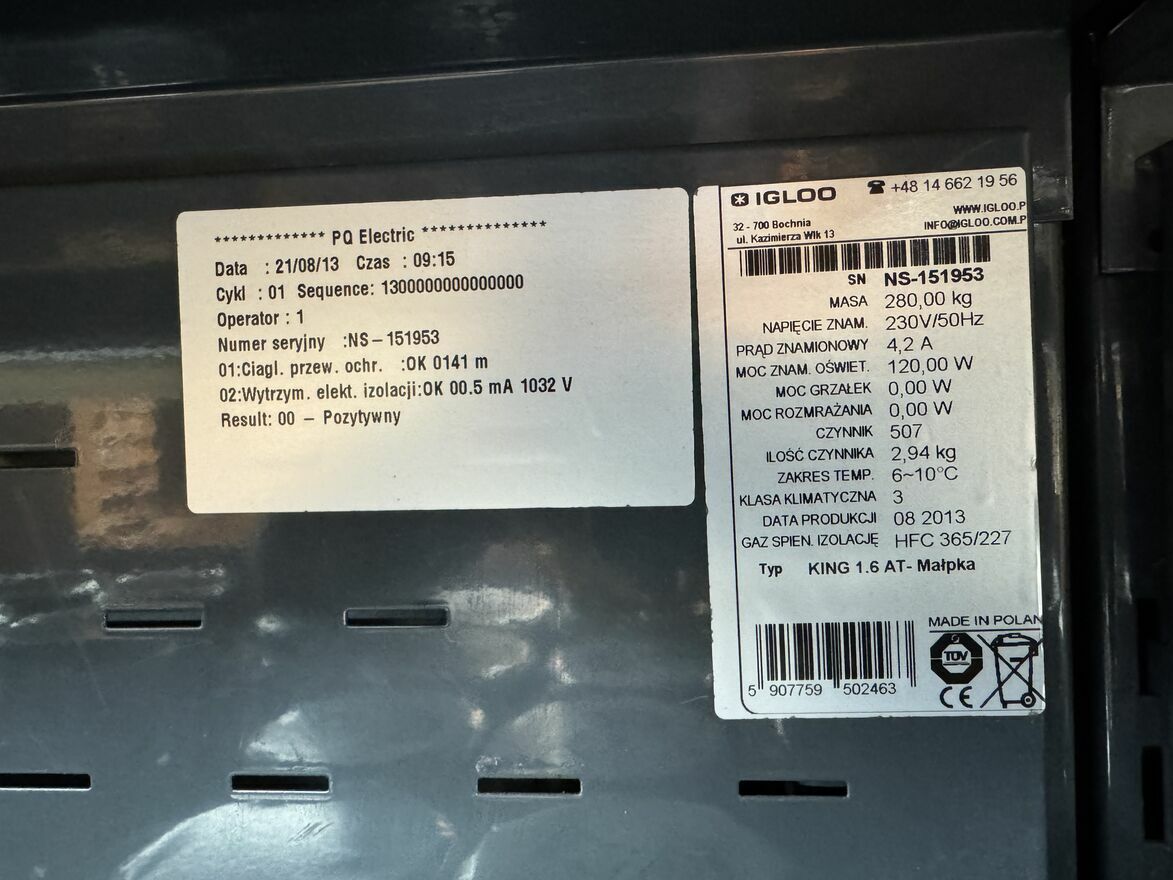 ************* PQ Electric **************
Data : 21/08/13 Czas : 09:15
Cykl : 01 Sequence: 1300000000000000
Operator : 1
Numer seryjny :NS-151953
01:Ciagl. przew. ochr. :OK 0141 m
02:Wytrzym. elekt. izolacji:OK 00.5 mA 1032 V
Result: 00 - Pozytywny
IGLOO +48 14 662 19 56
32 - 700 Bochnia WWW.IGLOO.P
ul. Kazimierza Wlk 13 INFO@IGLOO.COM.P
SN NS-151953
MASA 280,00 kg
NAPIĘCIE ZNAM. 230V/50Hz
PRĄD ZNAMIONOWY 4,2 A
MOC ZNAM. OŚWIET. 120,00 W
MOC GRZAŁEK 0,00 W
MOC ROZMRAŻANIA 0,00 W
CZYNNIK 507
ILOŚĆ CZYNNIKA 2,94 kg
ZAKRES TEMP. 6~10°C
KLASA KLIMATYCZNA 3
DATA PRODUKCJI 08 2013
GAZ SPIEN. IZOLACJĘ HFC 365/227
Typ KING 1.6 AT- Małpka
MADE IN POLAN
TÜV
CE
5 907759 502463